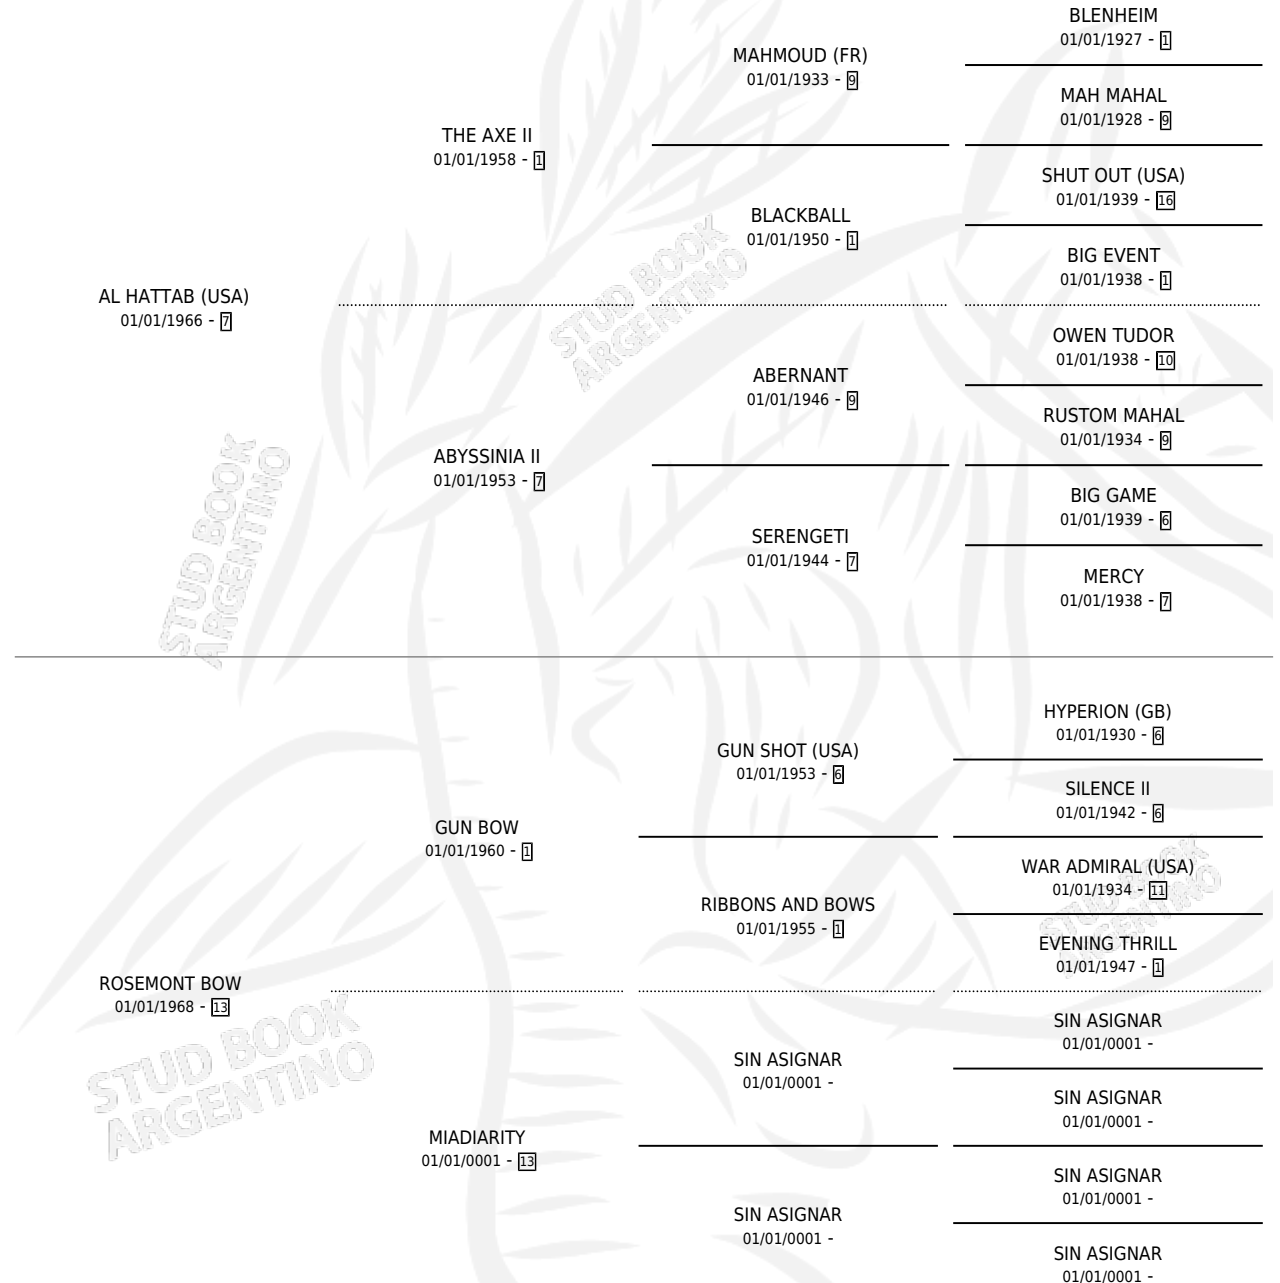 BLENHEIM
01/01/1927 - 1
MAHMOUD (FR)
01/01/1933 - 9
MAH MAHAL
01/01/1928 - 9
THE AXE II
01/01/1958 - 1
SHUT OUT (USA)
01/01/1939 - 16
BLACKBALL
01/01/1950 - 1
BIG EVENT
01/01/1938 - 1
AL HATTAB (USA)
01/01/1966 - 7
OWEN TUDOR
01/01/1938 - 10
ABERNANT
01/01/1946 - 9
RUSTOM MAHAL
01/01/1934 - 9
ABYSSINIA II
01/01/1953 - 7
BIG GAME
01/01/1939 - 6
SERENGETI
01/01/1944 - 7
MERCY
01/01/1938 - 7
HYPERION (GB)
01/01/1930 - 6
GUN SHOT (USA)
01/01/1953 - 6
SILENCE II
01/01/1942 - 6
GUN BOW
01/01/1960 - 1
WAR ADMIRAL (USA)
01/01/1934 - 11
RIBBONS AND BOWS
01/01/1955 - 1
EVENING THRILL
01/01/1947 - 1
ROSEMONT BOW
01/01/1968 - 13
SIN ASIGNAR
01/01/0001 -
SIN ASIGNAR
01/01/0001 -
SIN ASIGNAR
01/01/0001 -
MIADIARITY
01/01/0001 - 13
SIN ASIGNAR
01/01/0001 -
SIN ASIGNAR
01/01/0001 -
SIN ASIGNAR
01/01/0001 -
STUD BOOK
ARGENTINO
STUD BOOK
ARGENTINO
STUD BOOK
ARGENTINO
STUD BOOK
ARGENTINO